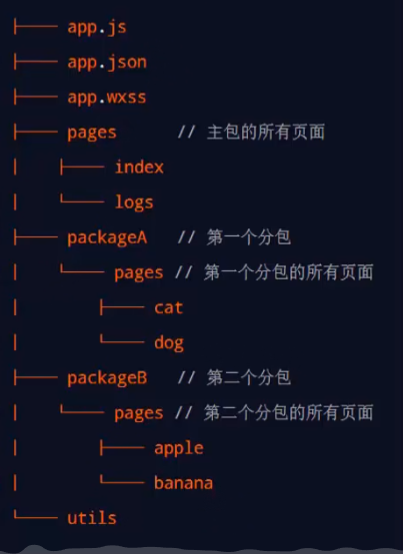 ├── app.js
├── app.json
├── app.wxss
├── pages // 主包的所有页面
│ ├── index
│ └── logs
├── packageA // 第一个分包
│ └── pages // 第一个分包的所有页面
│ ├── cat
│ └── dog
├── packageB // 第二个分包
│ └── pages // 第二个分包的所有页面
│ ├── apple
│ └── banana
└── utils